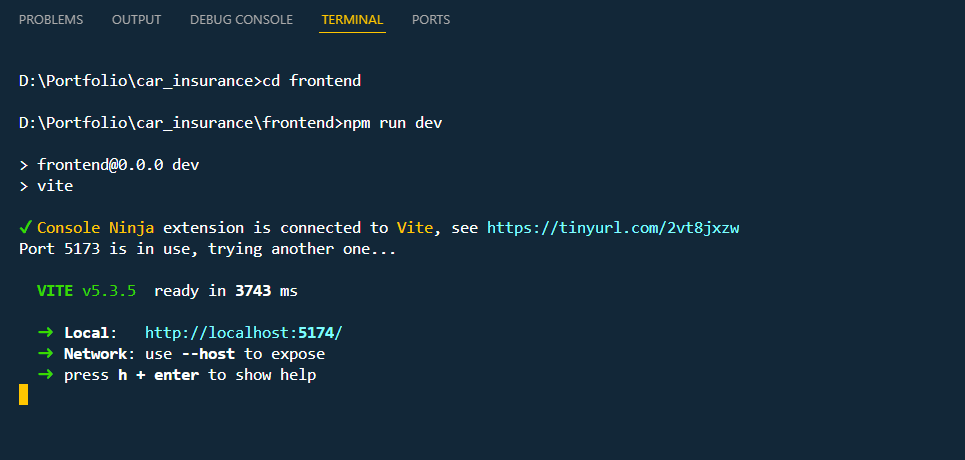 PROBLEMS OUTPUT DEBUG CONSOLE TERMINAL PORTS
D:\Portfolio\car_insurance>cd frontend
D:\Portfolio\car_insurance\frontend>npm run dev
> frontend@0.0.0 dev
> vite
✓ Console Ninja extension is connected to Vite, see https://tinyurl.com/2vt8jxzw
Port 5173 is in use, trying another one...
VITE v5.3.5 ready in 3743 ms
➜ Local: http://localhost:5174/
➜ Network: use --host to expose
➜ press h + enter to show help